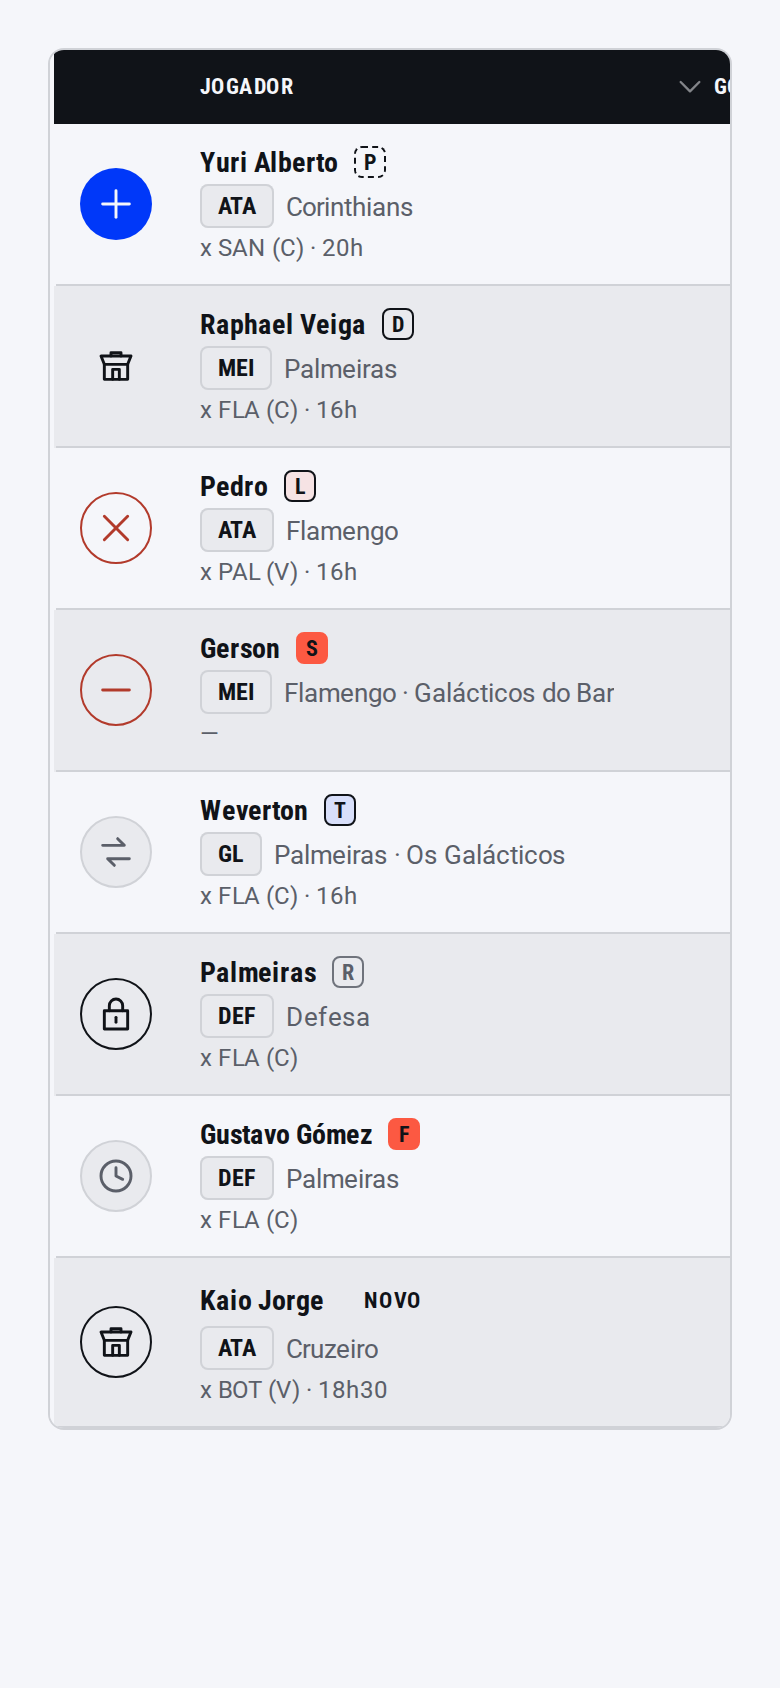 JOGADOR
Yuri Alberto P
ATA Corinthians
x SAN (C) · 20h
Raphael Veiga D
MEI Palmeiras
x FLA (C) · 16h
Pedro L
ATA Flamengo
x PAL (V) · 16h
Gerson S
MEI Flamengo · Galácticos do Bar
—
Weverton T
GL Palmeiras · Os Galácticos
x FLA (C) · 16h
Palmeiras R
DEF Defesa
x FLA (C)
Gustavo Gómez F
DEF Palmeiras
x FLA (C)
Kaio Jorge NOVO
ATA Cruzeiro
x BOT (V) · 18h30